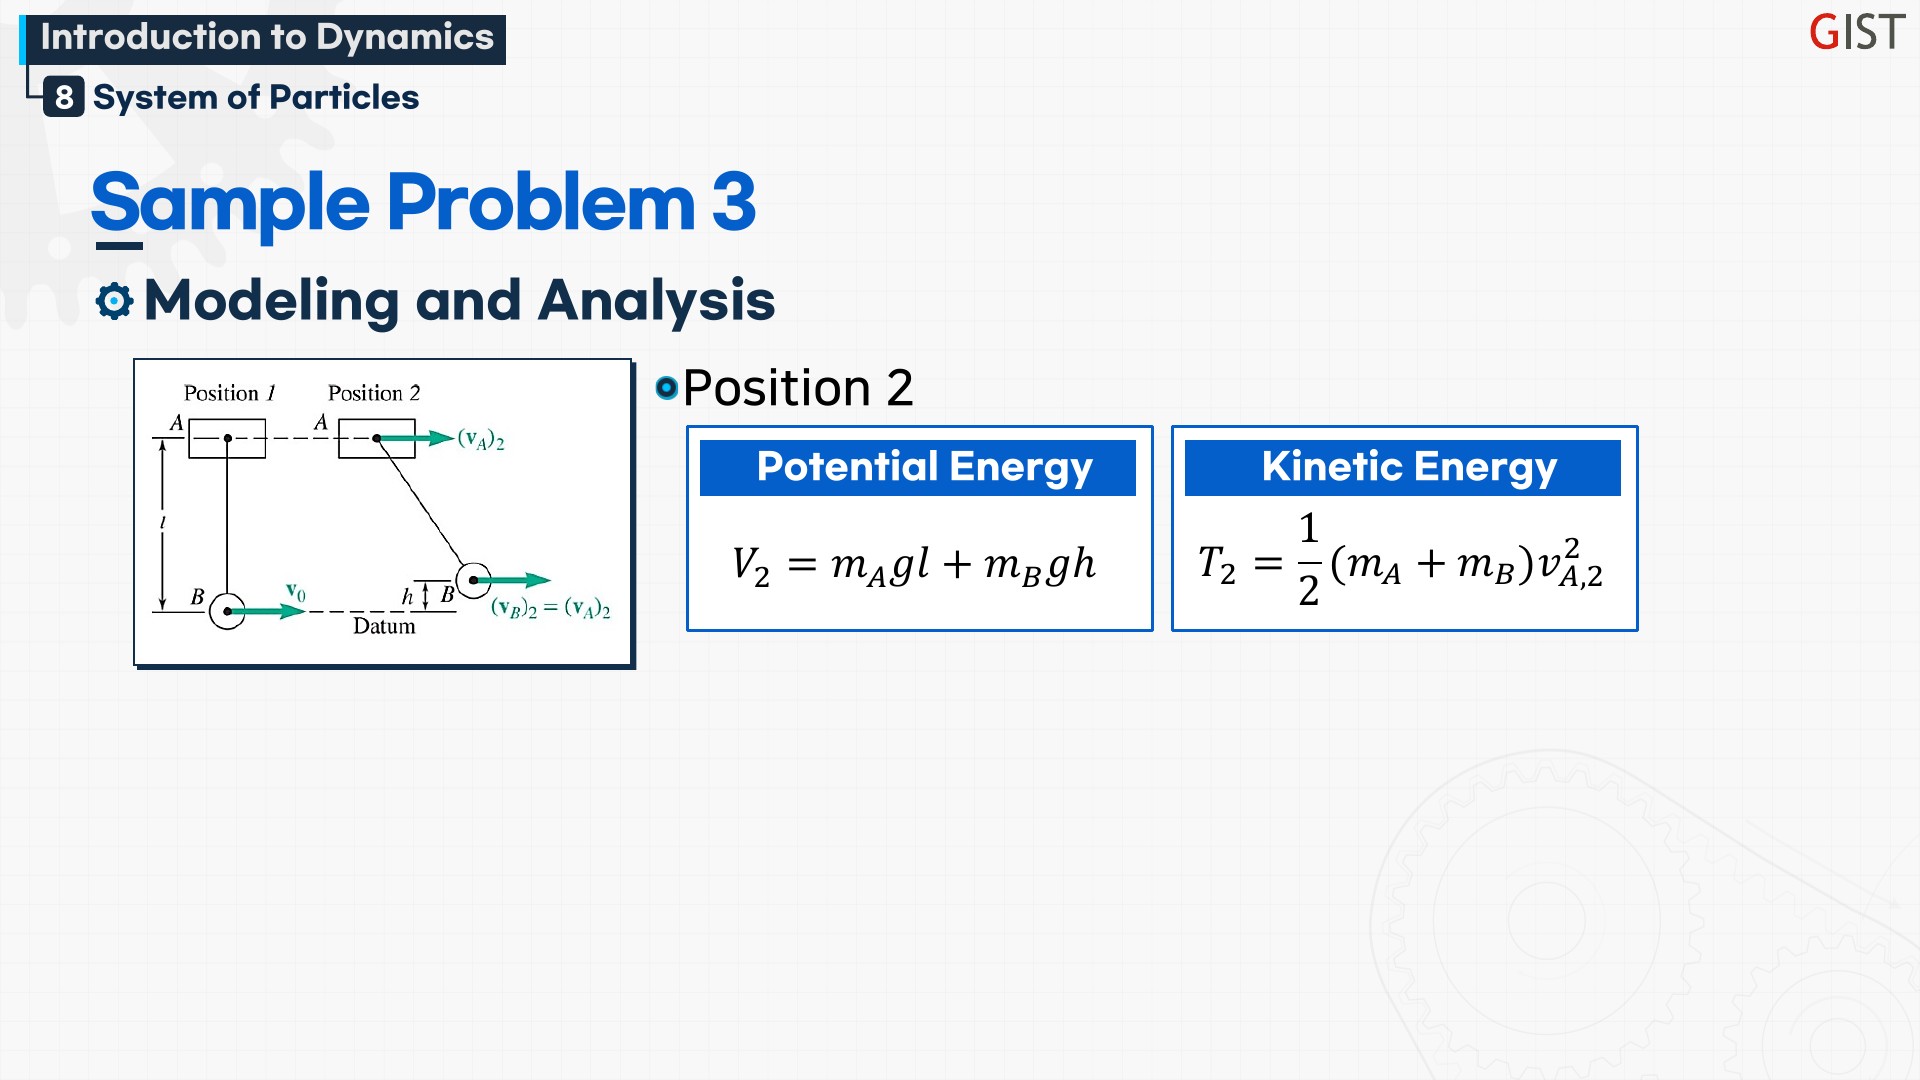 Introduction to Dynamics
GIST
8 System of Particles
Sample Problem 3
Modeling and Analysis
Position 1 Position 2
A A (v_A)_2
l
B v_0 h B (v_B)_2 = (v_A)_2
Datum
Position 2
Potential Energy
V_2 = m_A gl + m_B gh
Kinetic Energy
T_2 = \frac{1}{2}(m_A + m_B)v_{A,2}^2